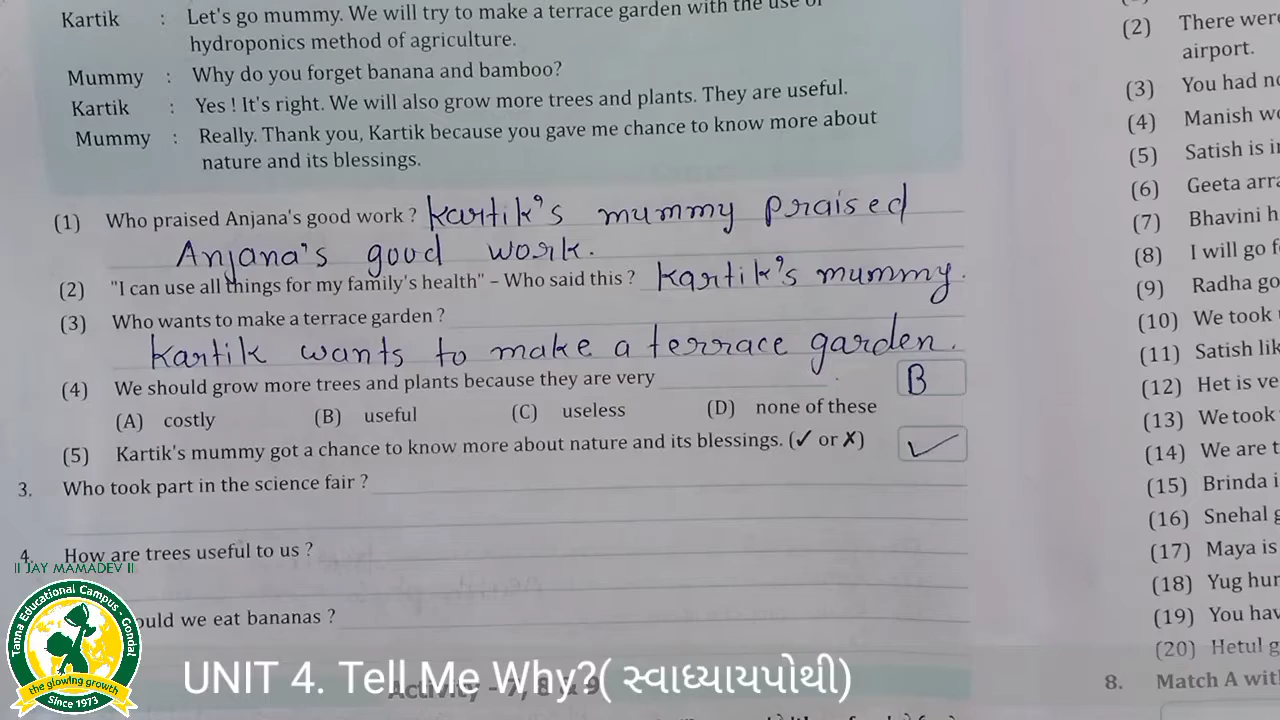 Kartik : Let's go mummy. We will try to make a terrace garden with the use of
hydroponics method of agriculture.
Mummy : Why do you forget banana and bamboo?
Kartik : Yes ! It's right. We will also grow more trees and plants. They are useful.
Mummy : Really. Thank you, Kartik because you gave me chance to know more about
nature and its blessings.
(1) Who praised Anjana's good work ? Kartik's mummy praised
Anjana's good work.
(2) "I can use all things for my family's health" – Who said this ? Kartik's mummy.
(3) Who wants to make a terrace garden ?
Kartik wants to make a terrace garden.
(4) We should grow more trees and plants because they are very B
(A) costly (B) useful (C) useless (D) none of these
(5) Kartik's mummy got a chance to know more about nature and its blessings. (✓ or ✗) ✓
3. Who took part in the science fair ?
4. How are trees useful to us ?
ould we eat bananas ?
(2) There were
airport.
(3) You had no
(4) Manish wo
(5) Satish is in
(6) Geeta arra
(7) Bhavini h
(8) I will go f
(9) Radha go
(10) We took
(11) Satish lik
(12) Het is ve
(13) We took
(14) We are t
(15) Brinda i
(16) Snehal g
(17) Maya is
(18) Yug hur
(19) You hav
(20) Hetul g
8. Match A wit
॥ JAY MAMADEV ॥
Tanna Educational Campus - Gondal
the glowing growth
Since 1973
UNIT 4. Tell Me Why?( સ્વાધ્યાયપોથી)